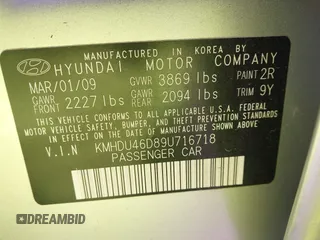 MANUFACTURED IN KOREA BY
HYUNDAI MOTOR COMPANY
MAR/01/09 GVWR 3869 lbs PAINT 2R
GAWR FRONT 2227 lbs GAWR REAR 2094 lbs TRIM 9Y
THIS VEHICLE CONFORMS TO ALL APPLICABLE U.S. FEDERAL
MOTOR VEHICLE SAFETY, BUMPER, AND THEFT PREVENTION
STANDARDS IN EFFECT ON THE DATE OF MANUFACTURE
SHOWN ABOVE.
V.I.N KMHDU46D89U716718
PASSENGER CAR
DREAMBID